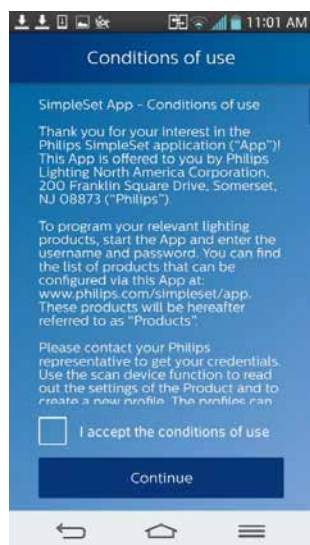 11:01 AM
Conditions of use
SimpleSet App - Conditions of use
Thank you for your interest in the
Philips SimpleSet application ("App")!
This App is offered to you by Philips
Lighting North America Corporation,
200 Franklin Square Drive, Somerset,
NJ 08873 ("Philips").
To program your relevant lighting
products, start the App and enter the
username and password. You can find
the list of products that can be
configured via this App at:
www.philips.com/simpleset/app.
These products will be hereafter
referred to as "Products".
Please contact your Philips
representative to get your credentials.
Use the scan device function to read
out the settings of the Product and to
create a new profile. The profiles can
I accept the conditions of use
Continue